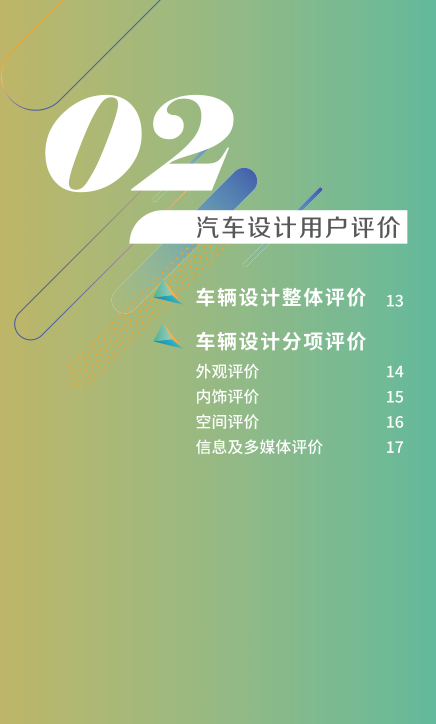 02
汽车设计用户评价
车辆设计整体评价 13
车辆设计分项评价
外观评价 14
内饰评价 15
空间评价 16
信息及多媒体评价 17